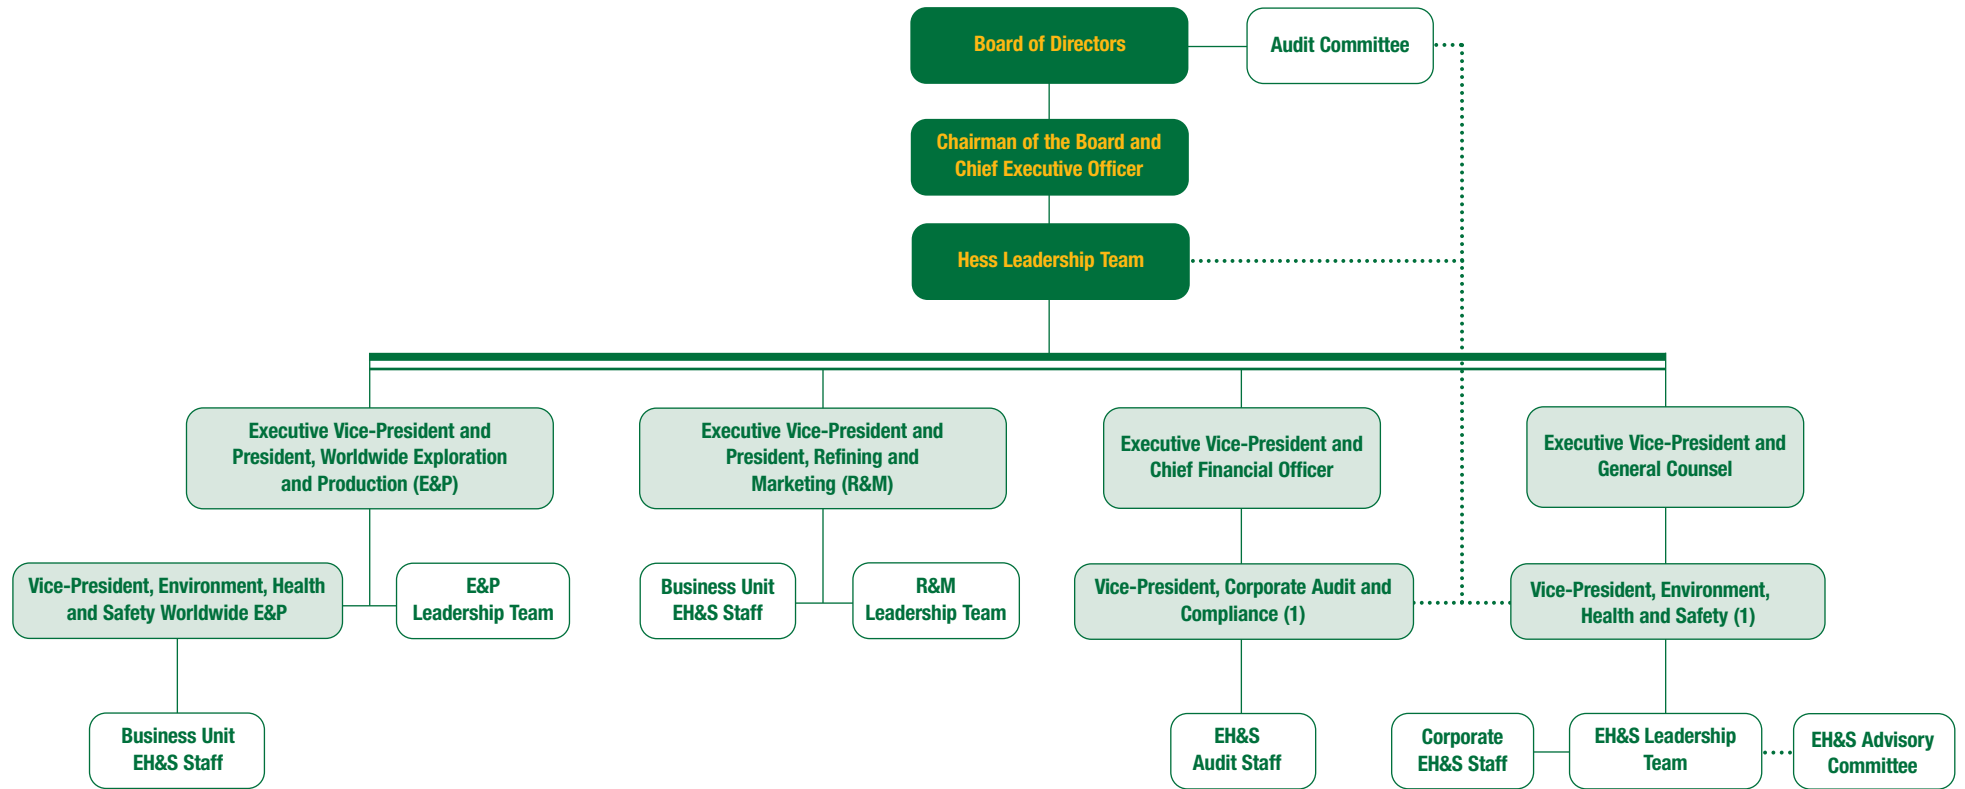 Board of Directors
Audit Committee
Chairman of the Board and
Chief Executive Officer
Hess Leadership Team
Executive Vice-President and
President, Worldwide Exploration
and Production (E&P)
Executive Vice-President and
President, Refining and
Marketing (R&M)
Executive Vice-President and
Chief Financial Officer
Executive Vice-President and
General Counsel
Vice-President, Environment, Health
and Safety Worldwide E&P
E&P
Leadership Team
Business Unit
EH&S Staff
R&M
Leadership Team
Vice-President, Corporate Audit and
Compliance (1)
Vice-President, Environment,
Health and Safety (1)
Business Unit
EH&S Staff
EH&S
Audit Staff
Corporate
EH&S Staff
EH&S Leadership
Team
EH&S Advisory
Committee